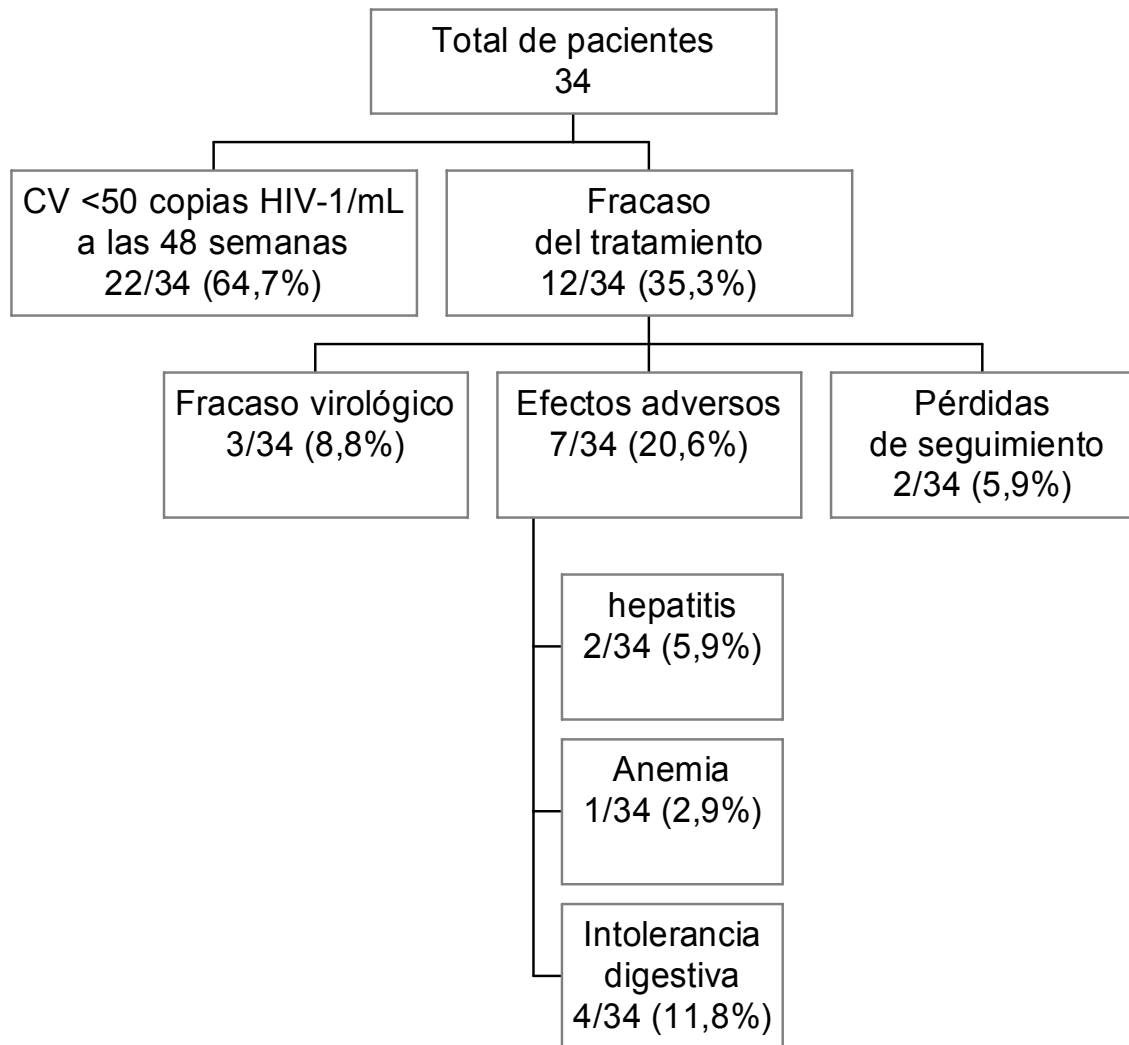 Total de pacientes
34
CV <50 copias HIV-1/mL
a las 48 semanas
22/34 (64,7%)
Fracaso
del tratamiento
12/34 (35,3%)
Fracaso virológico
3/34 (8,8%)
Efectos adversos
7/34 (20,6%)
Pérdidas
de seguimiento
2/34 (5,9%)
hepatitis
2/34 (5,9%)
Anemia
1/34 (2,9%)
Intolerancia
digestiva
4/34 (11,8%)